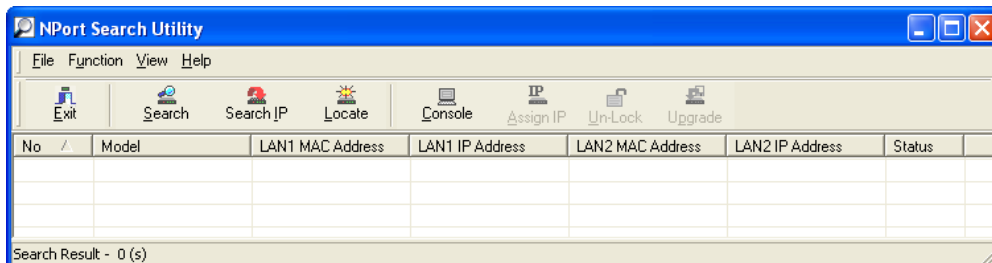 NPort Search Utility
File Function View Help
Exit Search Search IP Locate Console Assign IP Un-Lock Upgrade
No Model LAN1 MAC Address LAN1 IP Address LAN2 MAC Address LAN2 IP Address Status
Search Result - 0 (s)